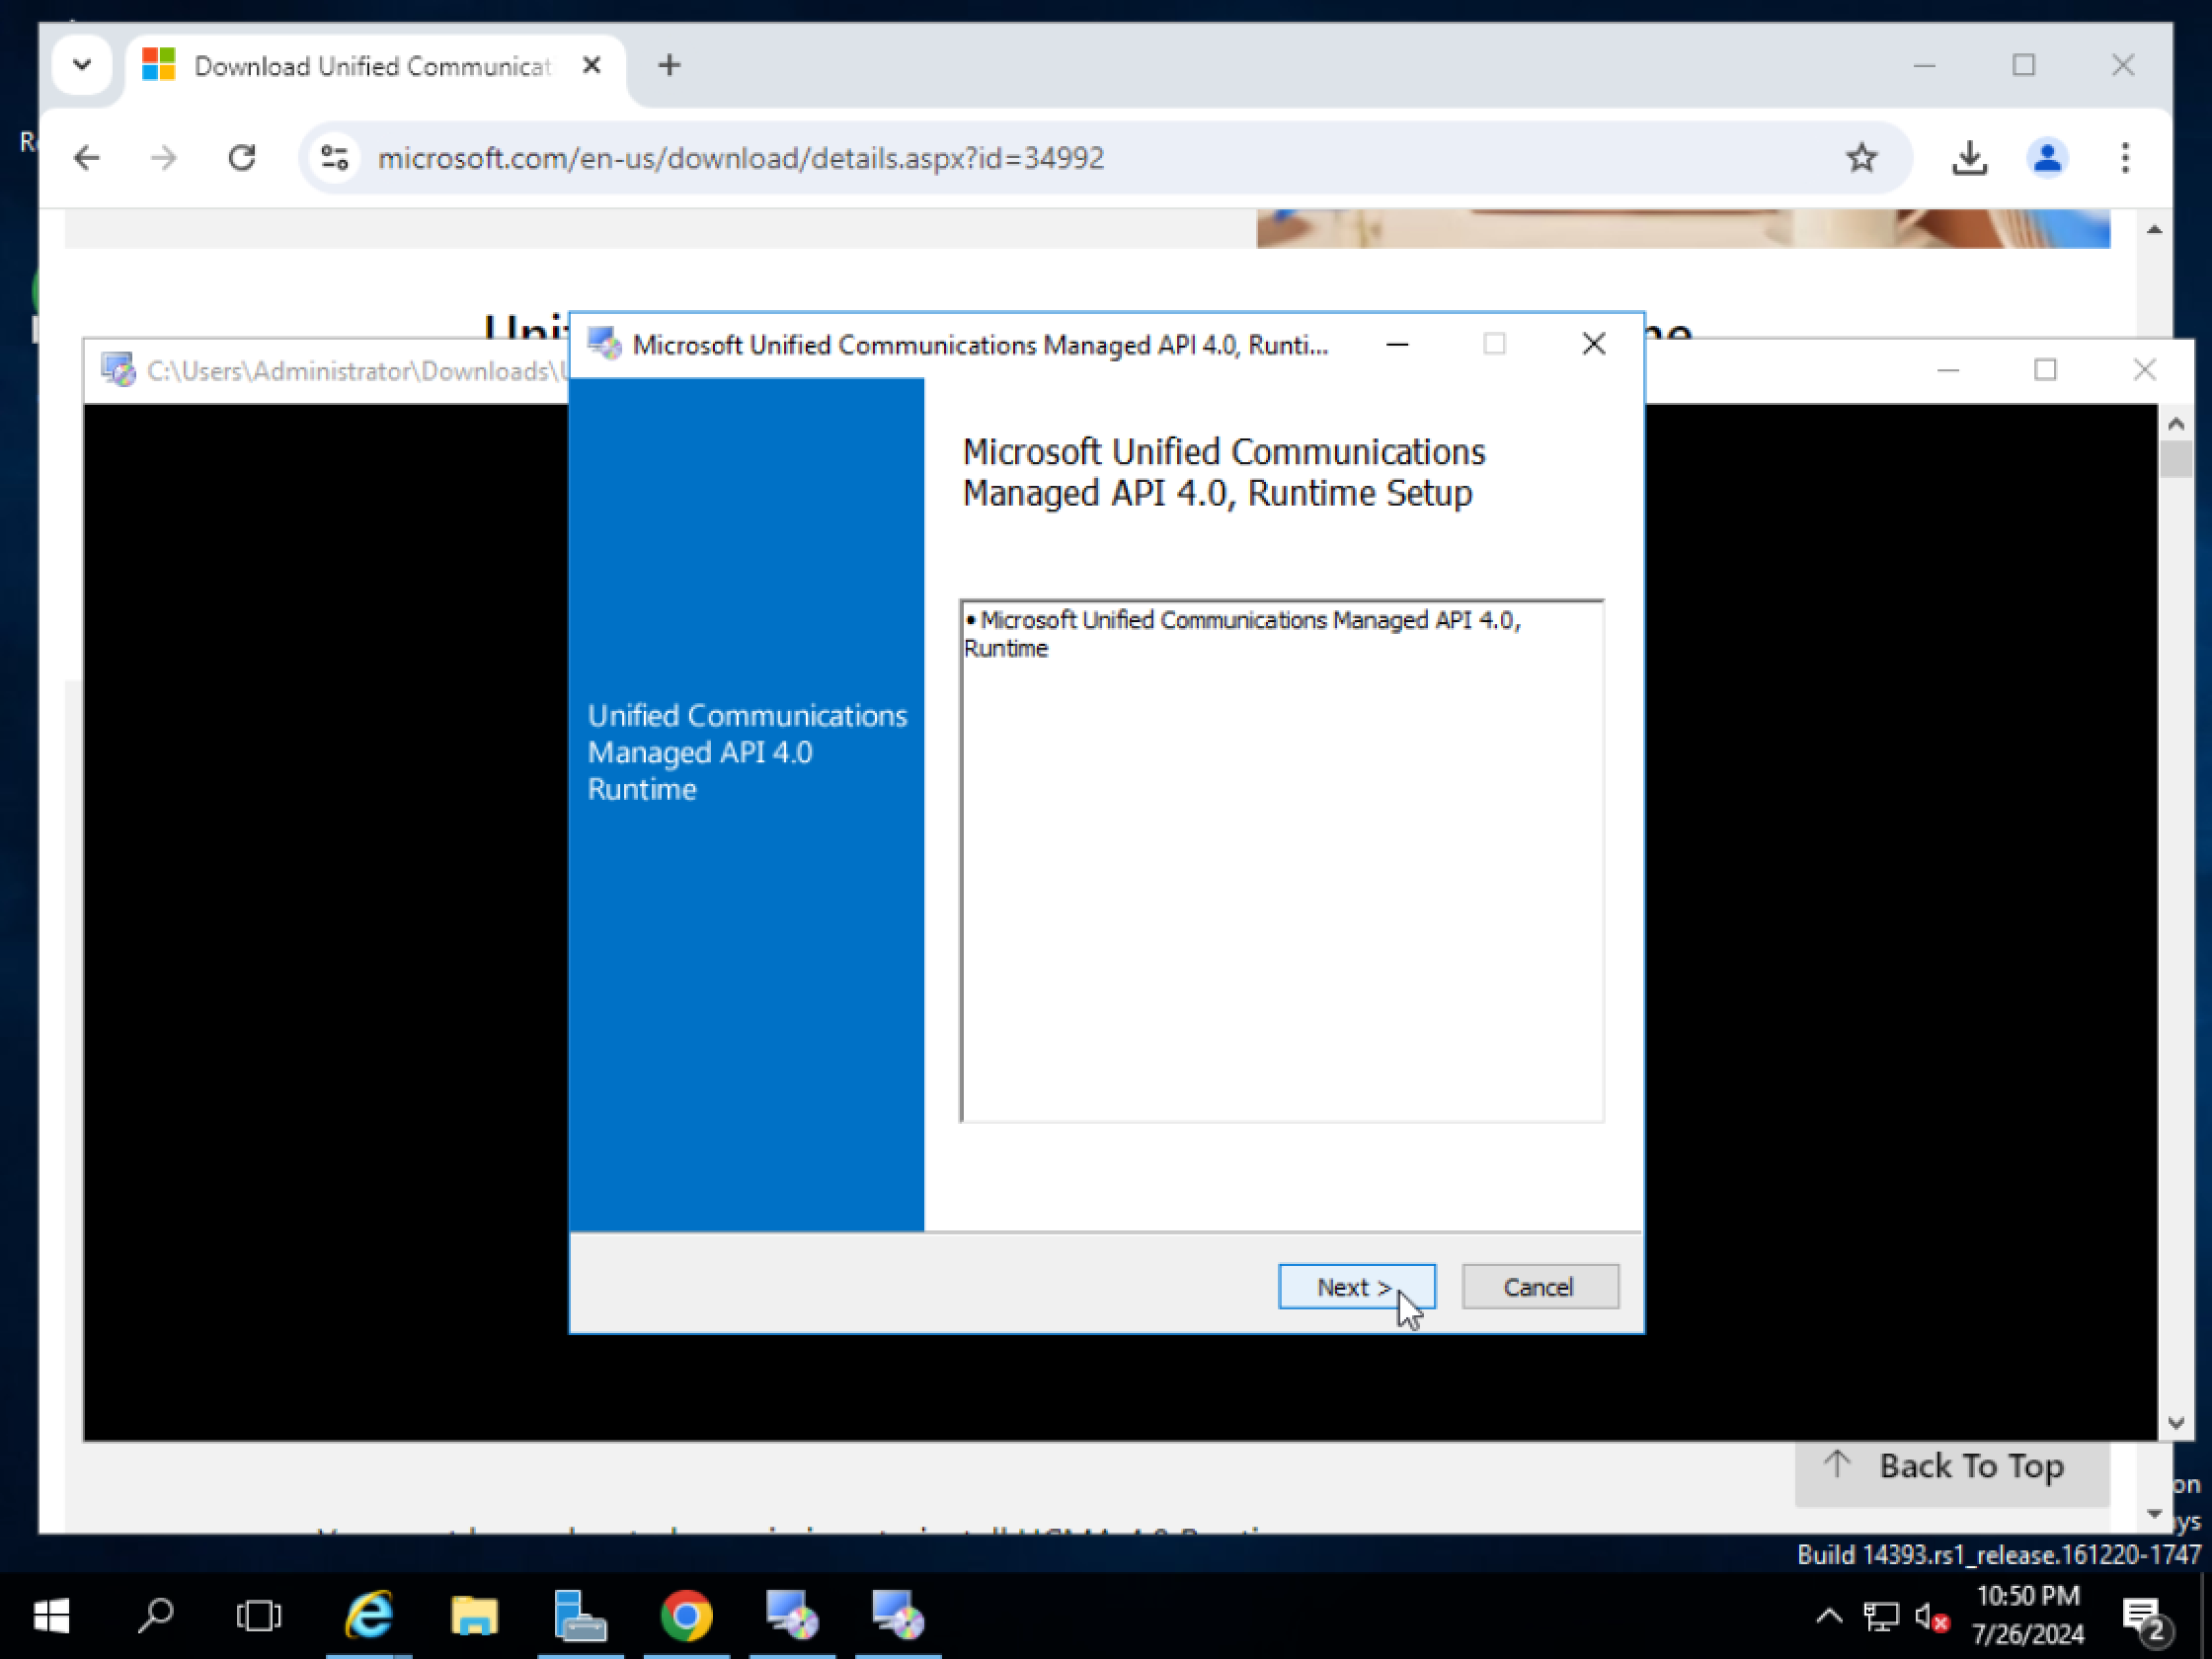 Download Unified Communicat
microsoft.com/en-us/download/details.aspx?id=34992
C:\Users\Administrator\Downloads\
Microsoft Unified Communications Managed API 4.0, Runti...
Microsoft Unified Communications
Managed API 4.0, Runtime Setup
• Microsoft Unified Communications Managed API 4.0,
Runtime
Unified Communications
Managed API 4.0
Runtime
Next >
Cancel
Back To Top
on
ys
Build 14393.rs1_release.161220-1747
10:50 PM
7/26/2024
2